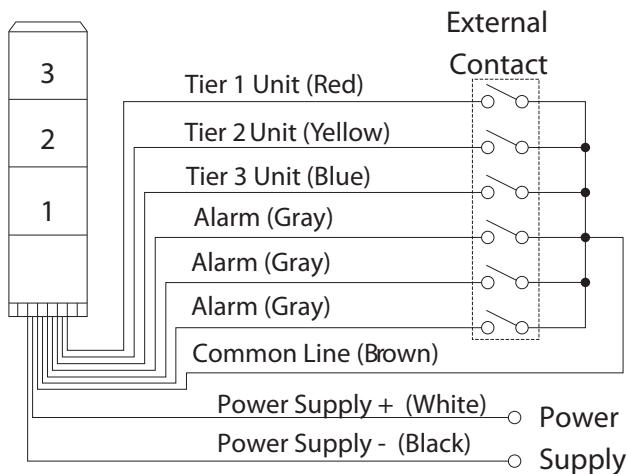 External
Contact
3
2
1
Tier 1 Unit (Red)
Tier 2 Unit (Yellow)
Tier 3 Unit (Blue)
Alarm (Gray)
Alarm (Gray)
Alarm (Gray)
Common Line (Brown)
Power Supply + (White)
Power Supply - (Black)
Power
Supply